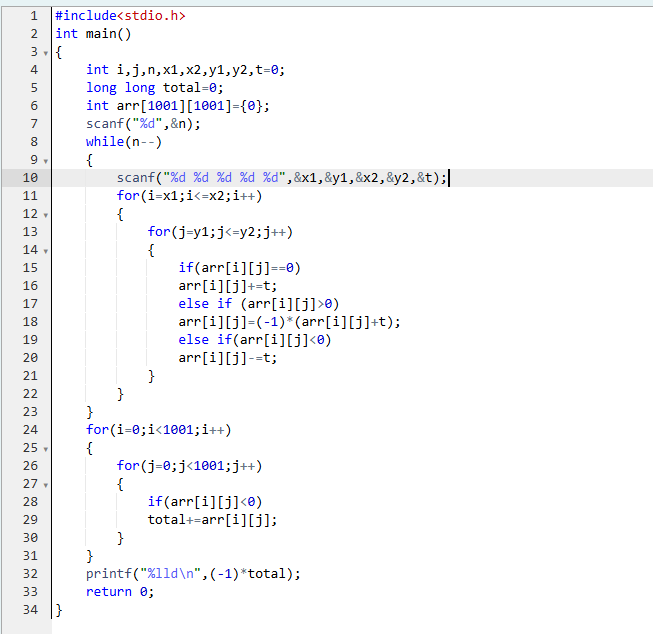 1 #include<stdio.h>
2 int main()
3 {
4 int i,j,n,x1,x2,y1,y2,t=0;
5 long long total=0;
6 int arr[1001][1001]={0};
7 scanf("%d",&n);
8 while(n--)
9 {
10 scanf("%d %d %d %d %d",&x1,&y1,&x2,&y2,&t);
11 for(i=x1;i<=x2;i++)
12 {
13 for(j=y1;j<=y2;j++)
14 {
15 if(arr[i][j]==0)
16 arr[i][j]+=t;
17 else if (arr[i][j]>0)
18 arr[i][j]=(-1)*(arr[i][j]+t);
19 else if(arr[i][j]<0)
20 arr[i][j]-=t;
21 }
22 }
23 }
24 for(i=0;i<1001;i++)
25 {
26 for(j=0;j<1001;j++)
27 {
28 if(arr[i][j]<0)
29 total+=arr[i][j];
30 }
31 }
32 printf("%lld\n",(-1)*total);
33 return 0;
34 }